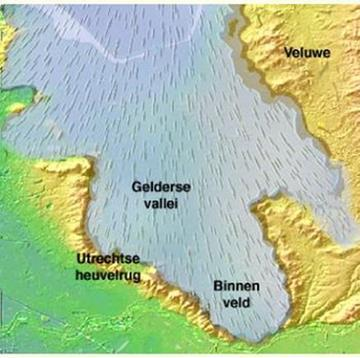 Veluwe
Gelderse
vallei
Utrechtse
heuvelrug
Binnen
veld